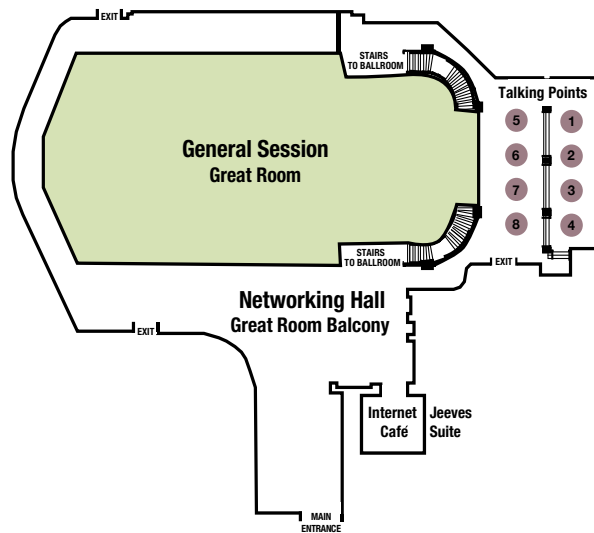 EXIT
STAIRS
TO BALLROOM
Talking Points
5 1
6 2
7 3
8 4
General Session
Great Room
STAIRS
TO BALLROOM
EXIT
Networking Hall
Great Room Balcony
EXIT
Internet
Café
Jeeves
Suite
MAIN
ENTRANCE